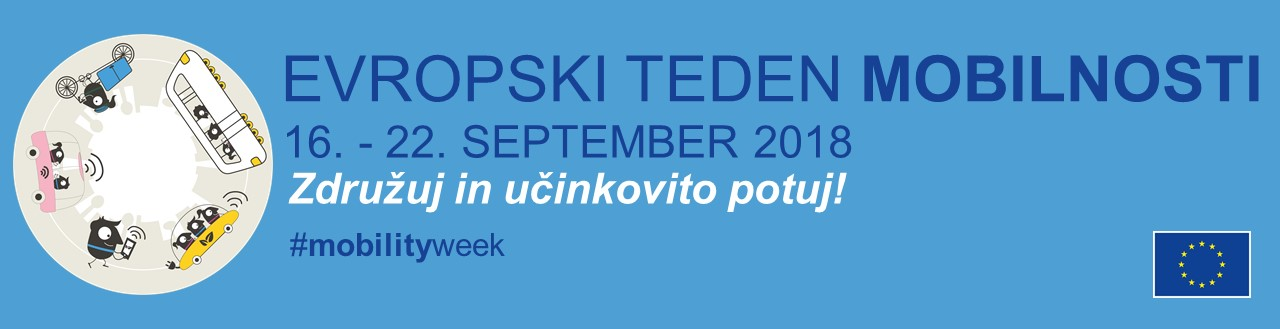 EVROPSKI TEDEN MOBILNOSTI
16. - 22. SEPTEMBER 2018
Združuj in učinkovito potuj!
#mobilityweek